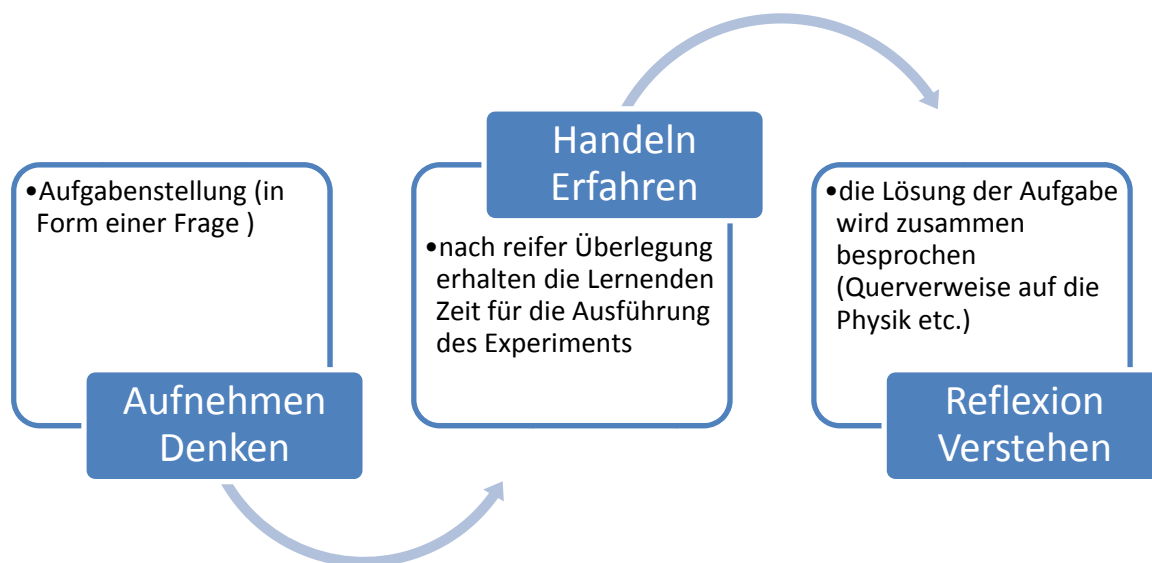 •Aufgabenstellung (in
Form einer Frage )
Aufnehmen
Denken
Handeln
Erfahren
•nach reifer Überlegung
erhalten die Lernenden
Zeit für die Ausführung
des Experiments
•die Lösung der Aufgabe
wird zusammen
besprochen
(Querverweise auf die
Physik etc.)
Reflexion
Verstehen